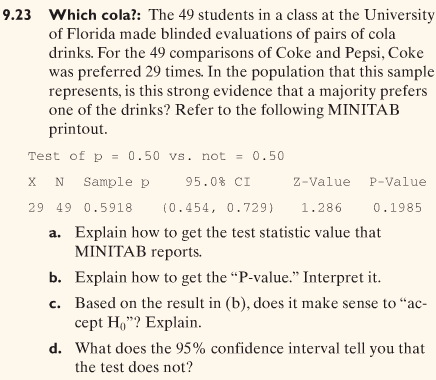 9.23 Which cola?: The 49 students in a class at the University
of Florida made blinded evaluations of pairs of cola
drinks. For the 49 comparisons of Coke and Pepsi, Coke
was preferred 29 times. In the population that this sample
represents, is this strong evidence that a majority prefers
one of the drinks? Refer to the following MINITAB
printout.
Test of p = 0.50 vs. not = 0.50
X N Sample p 95.0% CI Z-Value P-Value
29 49 0.5918 (0.454, 0.729) 1.286 0.1985
a. Explain how to get the test statistic value that
MINITAB reports.
b. Explain how to get the “P-value.” Interpret it.
c. Based on the result in (b), does it make sense to “ac-
cept H₀”? Explain.
d. What does the 95% confidence interval tell you that
the test does not?